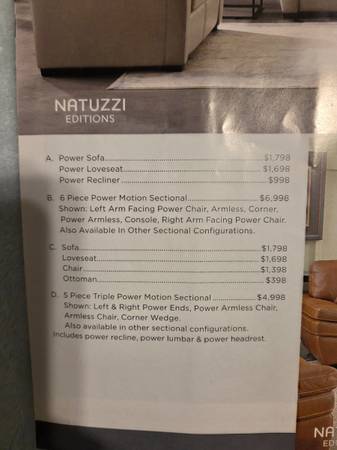 NATUZZI
EDITIONS
A. Power Sofa..........$1,798
Power Loveseat..........$1,698
Power Recliner..........$998
B. 6 Piece Power Motion Sectional..........$6,998
Shown: Left Arm Facing Power Chair, Armless, Corner,
Power Armless, Console, Right Arm Facing Power Chair.
Also Available In Other Sectional Configurations.
C. Sofa..........$1,798
Loveseat..........$1,698
Chair..........$1,398
Ottoman..........$398
D. 5 Piece Triple Power Motion Sectional..........$4,998
Shown: Left & Right Power Ends, Power Armless Chair,
Armless Chair, Corner Wedge.
Also available in other sectional configurations.
Includes power recline, power lumbar & power headrest.
NA
EDI